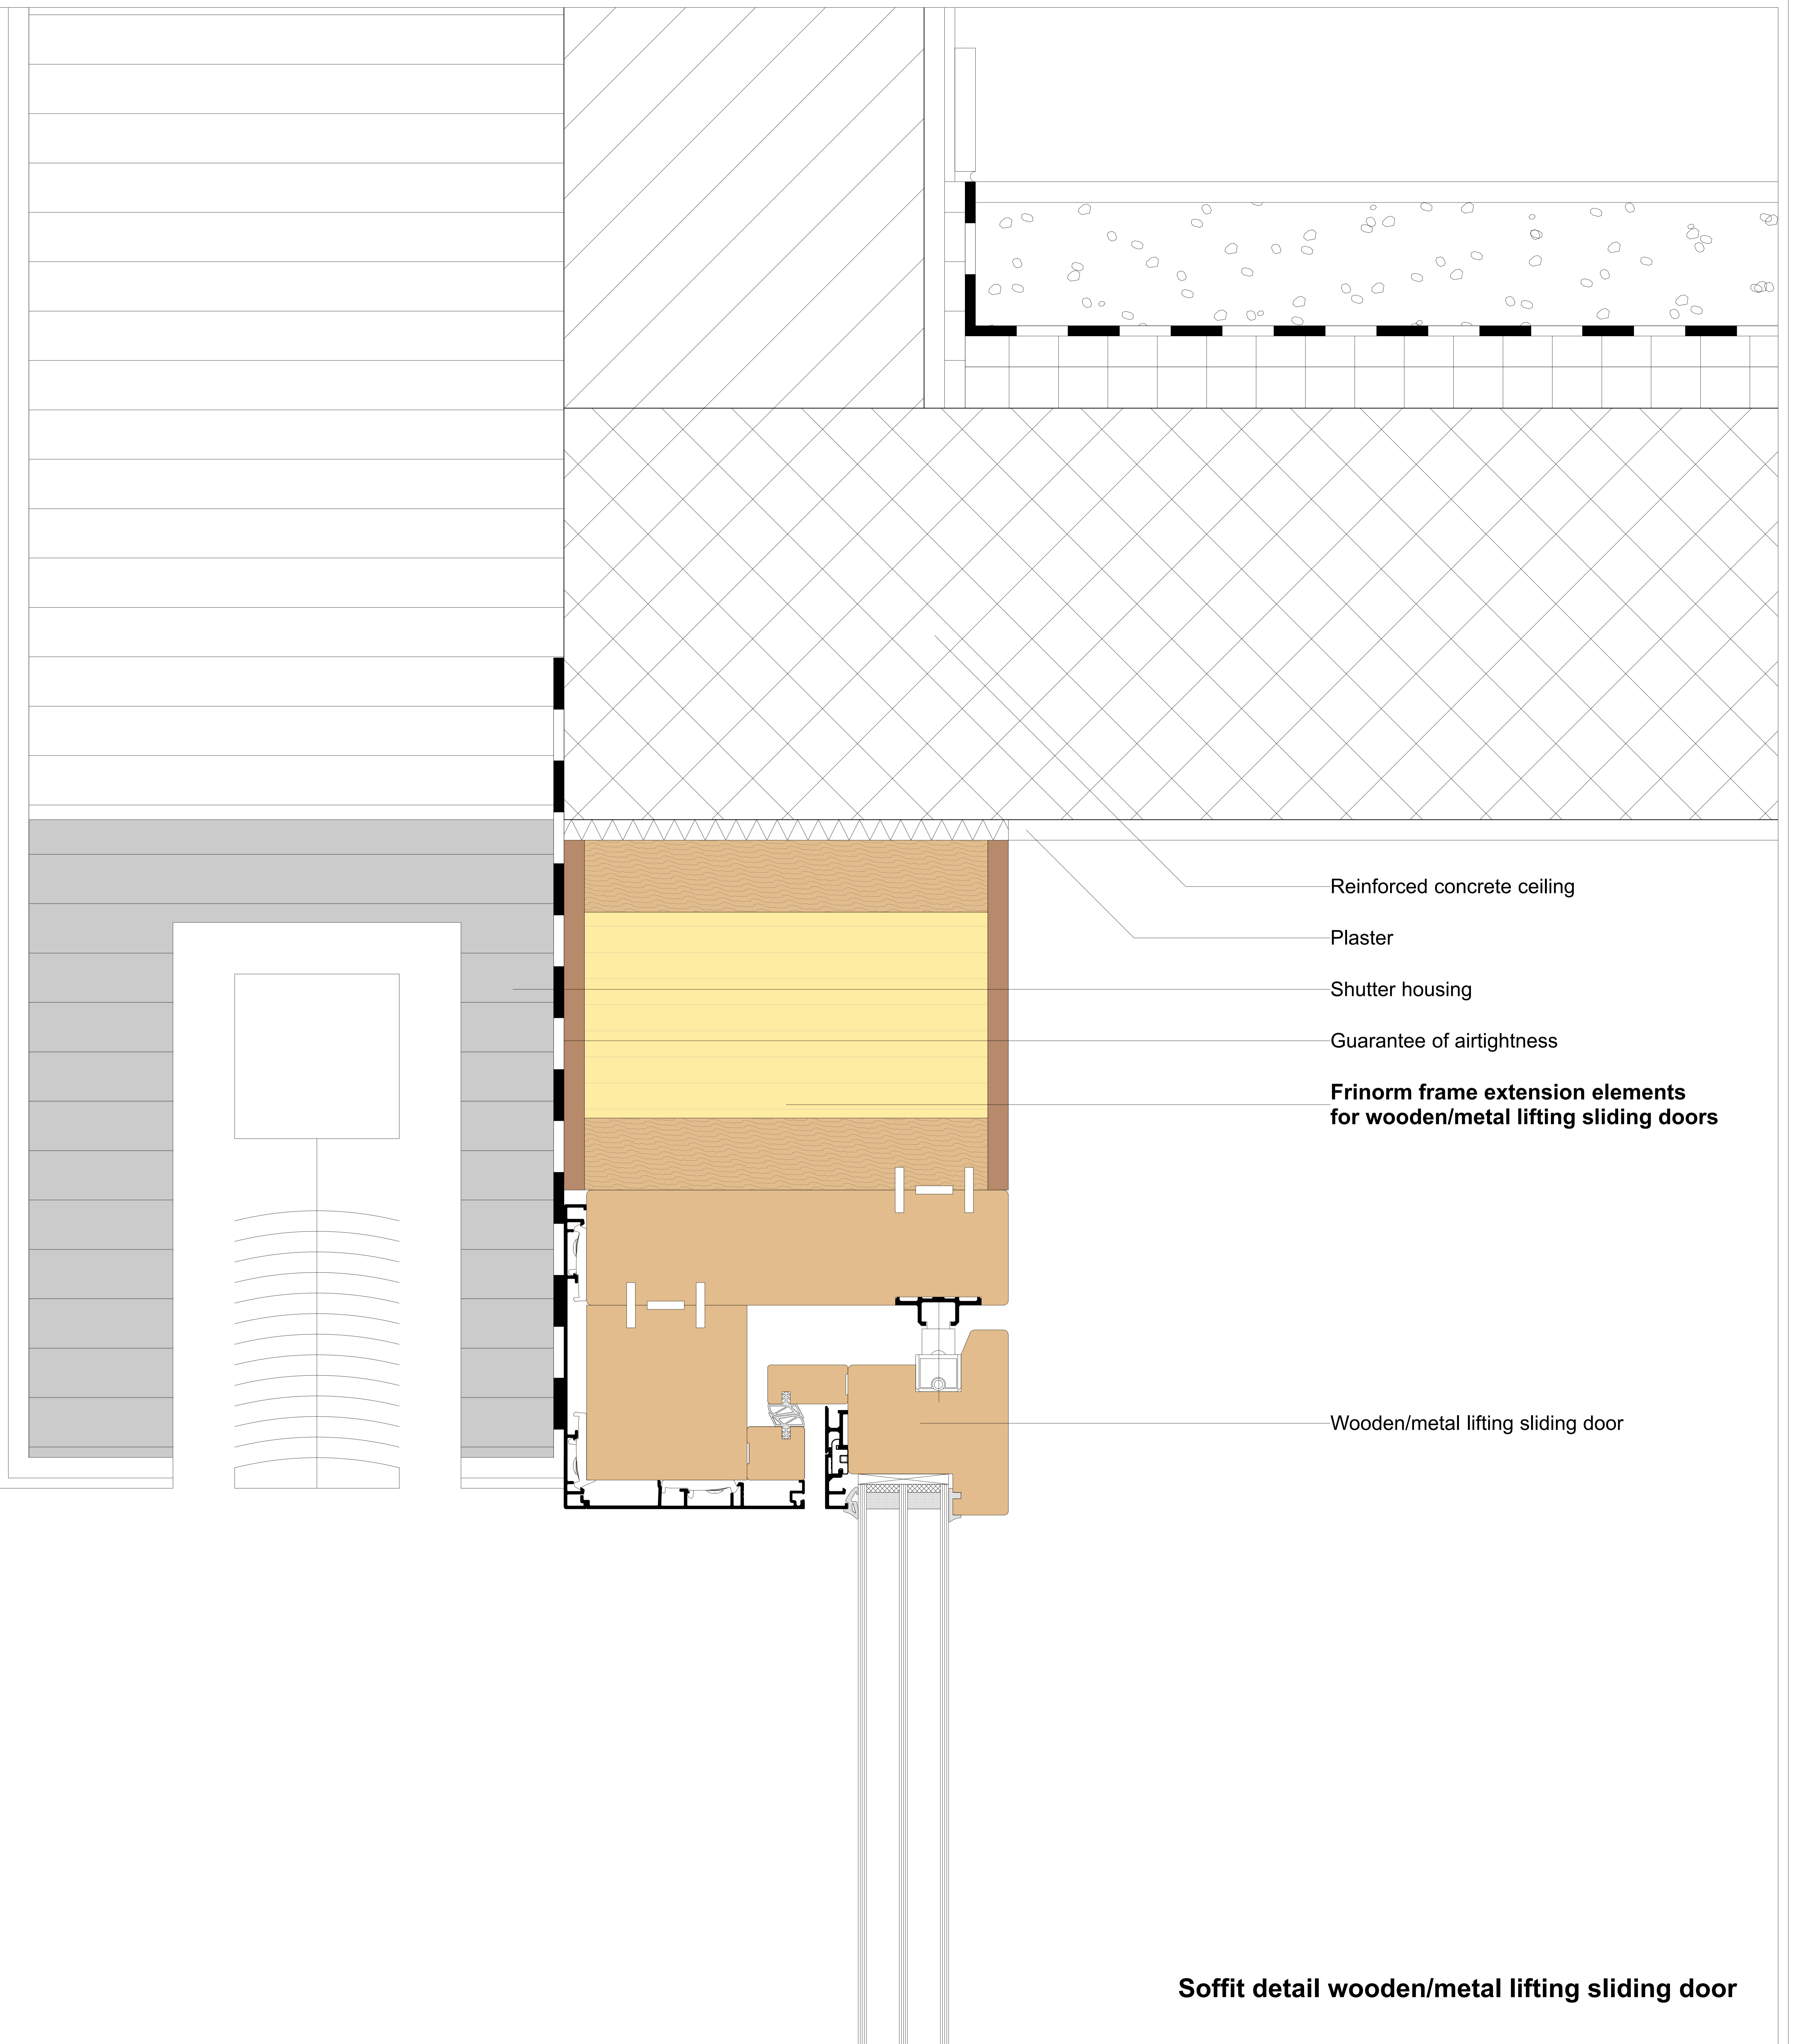 Reinforced concrete ceiling
Plaster
Shutter housing
Guarantee of airtightness
Frinorm frame extension elements
for wooden/metal lifting sliding doors
Wooden/metal lifting sliding door
Soffit detail wooden/metal lifting sliding door